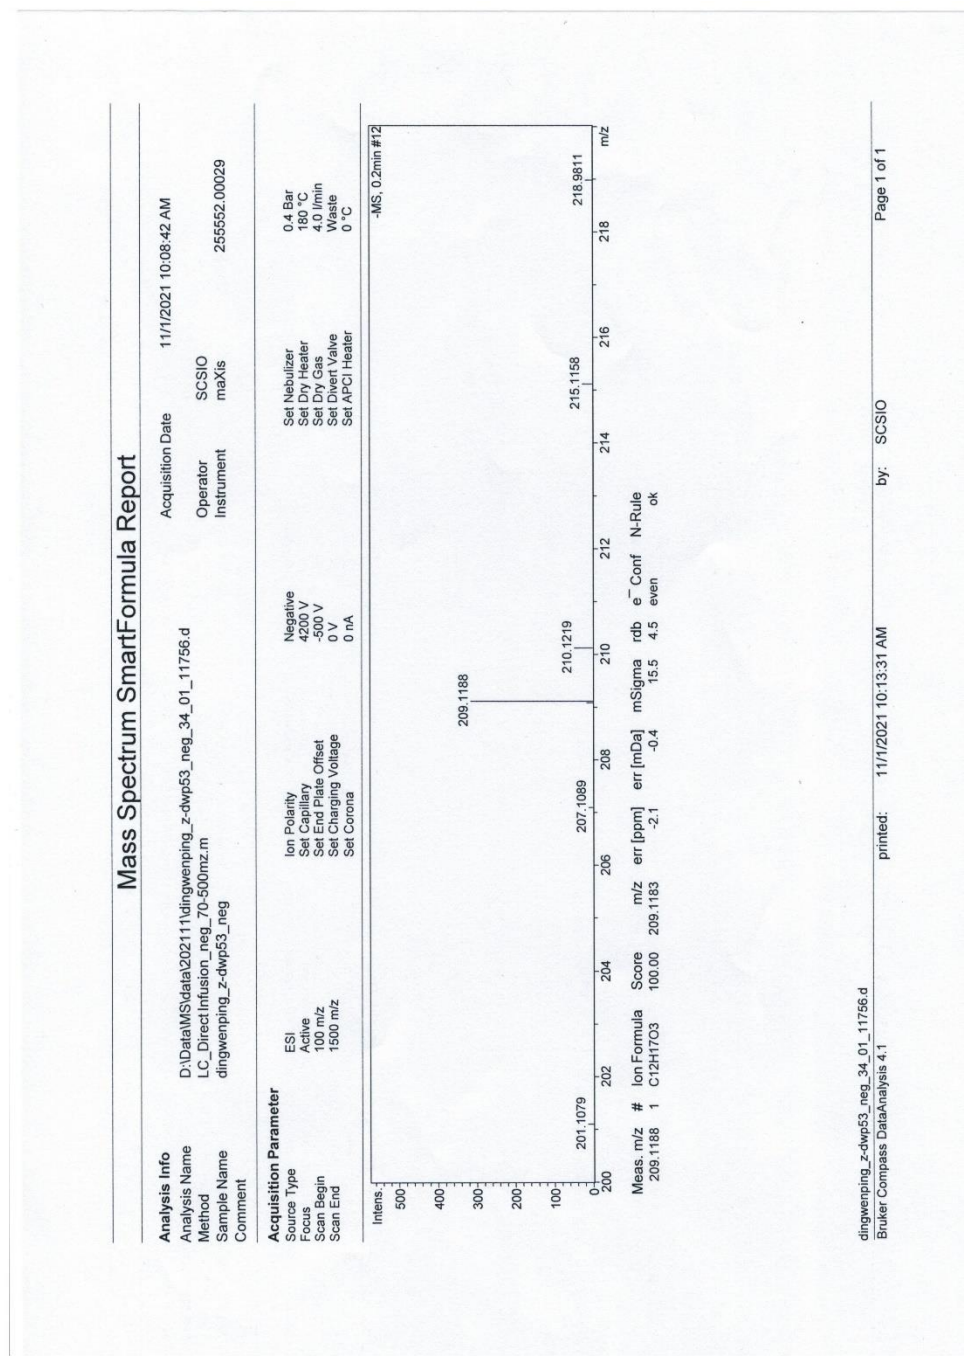 Mass Spectrum SmartFormula Report
Analysis Info Acquisition Date 11/1/2021 10:08:42 AM
Analysis Name D:\Data\MS\data\202111\dingwenping_z-dwp53_neg_34_01_11756.d
Method LC_Direct Infusion_neg_70-500mz.m Operator SCSIO
Sample Name dingwenping_z-dwp53_neg Instrument maXis 255552.00029
Comment
Acquisition Parameter
Source Type ESI Ion Polarity Negative Set Nebulizer 0.4 Bar
Focus Active Set Capillary 4200 V Set Dry Heater 180 °C
Scan Begin 100 m/z Set End Plate Offset -500 V Set Dry Gas 4.0 l/min
Scan End 1500 m/z Set Charging Voltage 0 V Set Divert Valve Waste
Set Corona 0 nA Set APCI Heater 0 °C
Intens. -MS, 0.2min #12
500
400
300
200
100
0
209.1188
201.1079 207.1089 210.1219 215.1158 218.9811
200 202 204 206 208 210 212 214 216 218 m/z
Meas. m/z # Ion Formula Score m/z err [ppm] err [mDa] mSigma rdb e⁻ Conf N-Rule
209.1188 1 C12H17O3 100.00 209.1183 -2.1 -0.4 15.5 4.5 even ok
dingwenping_z-dwp53_neg_34_01_11756.d
Bruker Compass DataAnalysis 4.1 printed: 11/1/2021 10:13:31 AM by: SCSIO Page 1 of 1